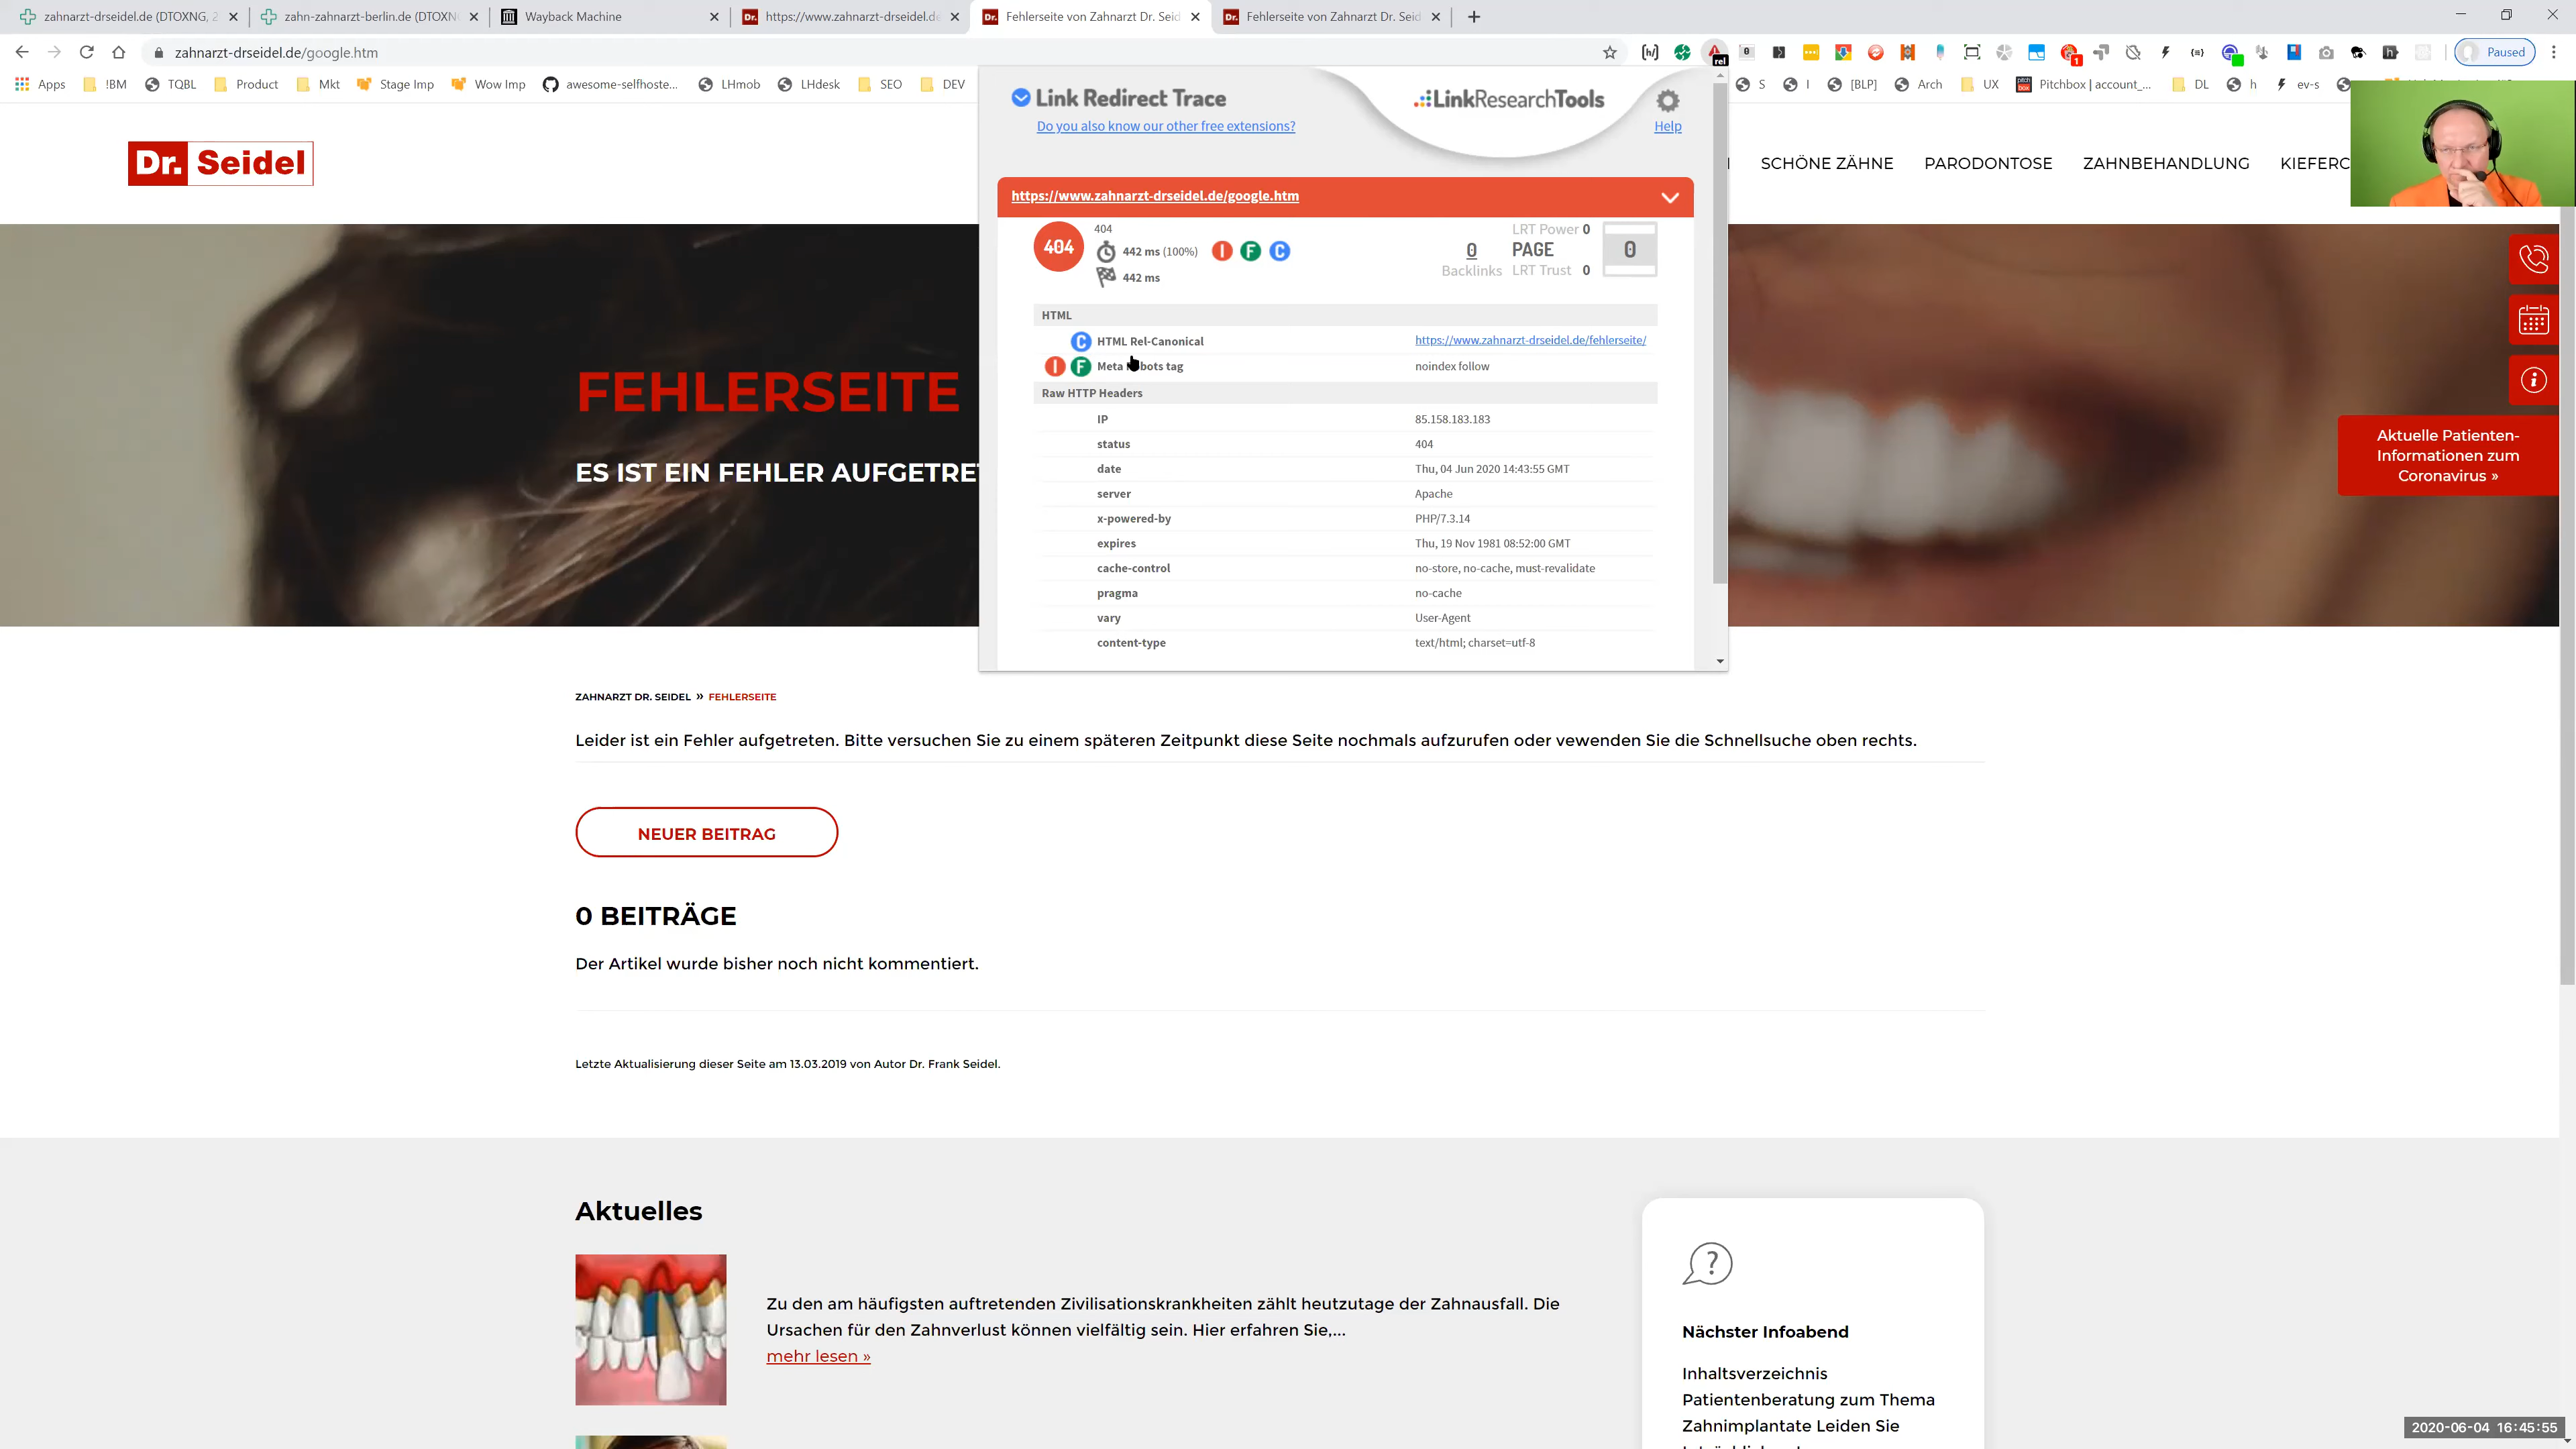 zahnarzt-drseidel.de (DTOXNG, 2
zahn-zahnarzt-berlin.de (DTOXN
Wayback Machine
https://www.zahnarzt-drseidel.de
Fehlerseite von Zahnarzt Dr. Seid
Fehlerseite von Zahnarzt Dr. Seid
zahnarzt-drseidel.de/google.htm
rel
1
Paused
Apps
!BM
TQBL
Product
Mkt
Stage Imp
Wow Imp
awesome-selfhoste...
LHmob
LHdesk
SEO
DEV
S
I
[BLP]
Arch
UX
Pitchbox | account_...
DL
h
ev-s
Link Redirect Trace
LinkResearchTools
Do you also know our other free extensions?
Help
Dr. Seidel
SCHÖNE ZÄHNE
PARODONTOSE
ZAHNBEHANDLUNG
KIEFERC
https://www.zahnarzt-drseidel.de/google.htm
404
404
442 ms (100%)
I F C
442 ms
0
Backlinks
LRT Power 0
PAGE
LRT Trust 0
0
HTML
C HTML Rel-Canonical https://www.zahnarzt-drseidel.de/fehlerseite/
I F Meta bots tag noindex follow
Raw HTTP Headers
IP 85.158.183.183
status 404
date Thu, 04 Jun 2020 14:43:55 GMT
server Apache
x-powered-by PHP/7.3.14
expires Thu, 19 Nov 1981 08:52:00 GMT
cache-control no-store, no-cache, must-revalidate
pragma no-cache
vary User-Agent
content-type text/html; charset=utf-8
FEHLERSEITE
ES IST EIN FEHLER AUFGETRET
Aktuelle Patienten-
Informationen zum
Coronavirus »
ZAHNARZT DR. SEIDEL » FEHLERSEITE
Leider ist ein Fehler aufgetreten. Bitte versuchen Sie zu einem späteren Zeitpunkt diese Seite nochmals aufzurufen oder vewenden Sie die Schnellsuche oben rechts.
NEUER BEITRAG
0 BEITRÄGE
Der Artikel wurde bisher noch nicht kommentiert.
Letzte Aktualisierung dieser Seite am 13.03.2019 von Autor Dr. Frank Seidel.
Aktuelles
Zu den am häufigsten auftretenden Zivilisationskrankheiten zählt heutzutage der Zahnausfall. Die
Ursachen für den Zahnverlust können vielfältig sein. Hier erfahren Sie,...
mehr lesen »
?
Nächster Infoabend
Inhaltsverzeichnis
Patientenberatung zum Thema
Zahnimplantate Leiden Sie
2020-06-04 16:45:55